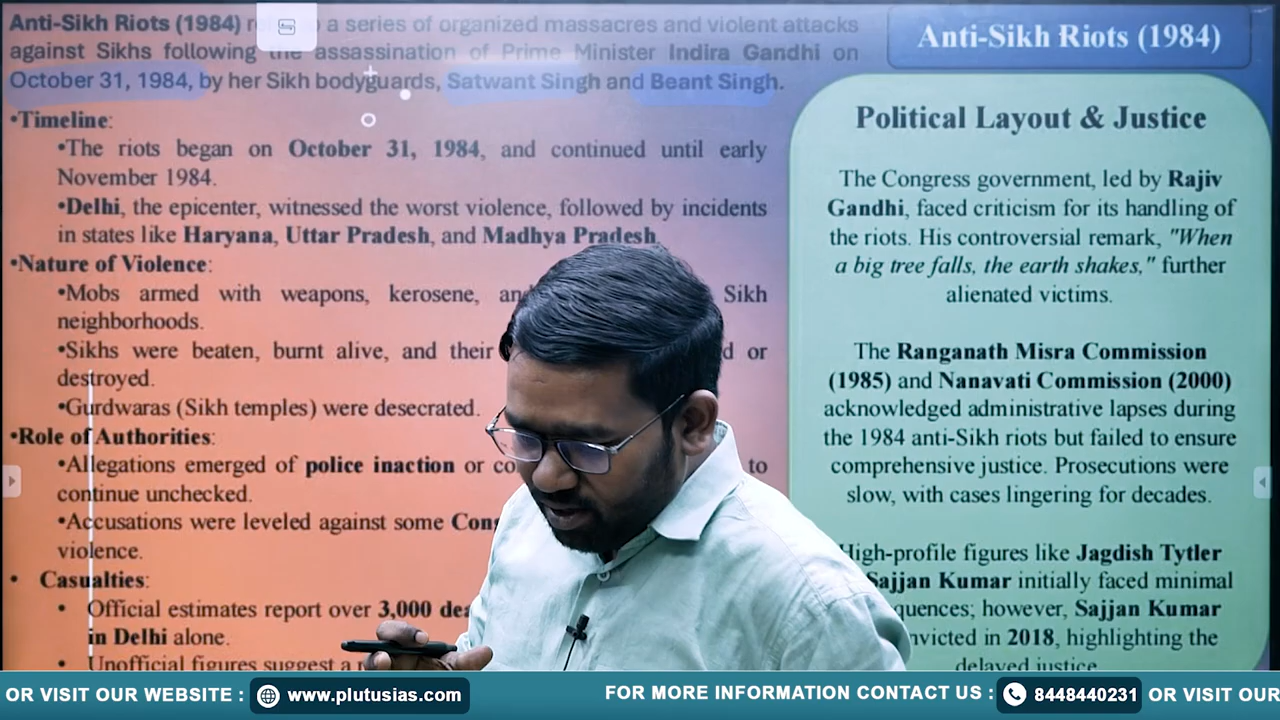 Anti-Sikh Riots (1984) a series of organized massacres and violent attacks
against Sikhs following the assassination of Prime Minister Indira Gandhi on
October 31, 1984, by her Sikh bodyguards, Satwant Singh and Beant Singh.
•Timeline:
•The riots began on October 31, 1984, and continued until early
November 1984.
•Delhi, the epicenter, witnessed the worst violence, followed by incidents
in states like Haryana, Uttar Pradesh, and Madhya Pradesh.
•Nature of Violence:
•Mobs armed with weapons, kerosene, Sikh
neighborhoods.
•Sikhs were beaten, burnt alive, and their or
destroyed.
•Gurdwaras (Sikh temples) were desecrated.
•Role of Authorities:
•Allegations emerged of police inaction or to
continue unchecked.
•Accusations were leveled against some
violence.
• Casualties:
• Official estimates report over 3,000
in Delhi alone.
• Unofficial figures suggest a
Anti-Sikh Riots (1984)
Political Layout & Justice
The Congress government, led by Rajiv
Gandhi, faced criticism for its handling of
the riots. His controversial remark, "When
a big tree falls, the earth shakes," further
alienated victims.
The Ranganath Misra Commission
(1985) and Nanavati Commission (2000)
acknowledged administrative lapses during
the 1984 anti-Sikh riots but failed to ensure
comprehensive justice. Prosecutions were
slow, with cases lingering for decades.
High-profile figures like Jagdish Tytler
Sajjan Kumar initially faced minimal
however, Sajjan Kumar
in 2018, highlighting the
delayed justice
OR VISIT OUR WEBSITE : www.plutusias.com FOR MORE INFORMATION CONTACT US : 8448440231 OR VISIT OUR